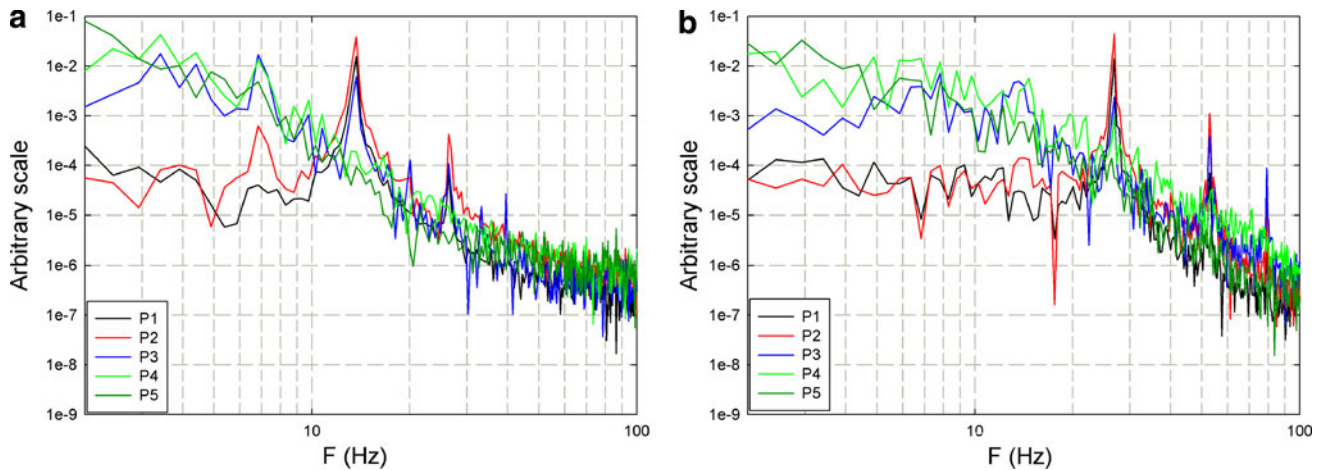 a
Arbitrary scale
1e-1
1e-2
1e-3
1e-4
1e-5
1e-6
1e-7
1e-8
1e-9
P1
P2
P3
P4
P5
10
100
F (Hz)
b
Arbitrary scale
1e-1
1e-2
1e-3
1e-4
1e-5
1e-6
1e-7
1e-8
1e-9
P1
P2
P3
P4
P5
10
100
F (Hz)